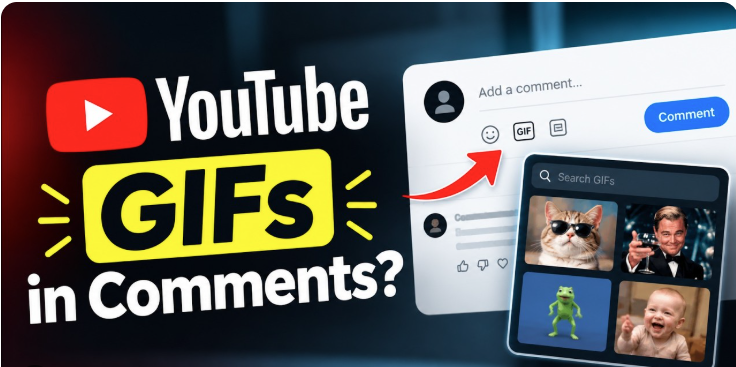 YouTube
GIFs
in Comments?
Add a comment...
GIF
Comment
Search GIFs